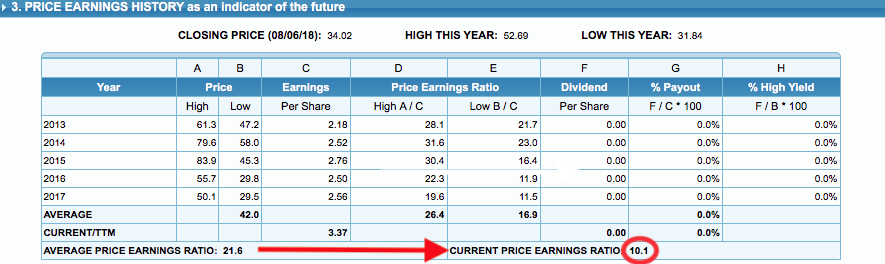 3. PRICE EARNINGS HISTORY as an indicator of the future
CLOSING PRICE (08/06/18): 34.02 HIGH THIS YEAR: 52.69 LOW THIS YEAR: 31.84
A B C D E F G H
Year Price Earnings Price Earnings Ratio Dividend % Payout % High Yield
High Low Per Share High A / C Low B / C Per Share F / C * 100 F / B * 100
2013 61.3 47.2 2.18 28.1 21.7 0.00 0.0% 0.0%
2014 79.6 58.0 2.52 31.6 23.0 0.00 0.0% 0.0%
2015 83.9 45.3 2.76 30.4 16.4 0.00 0.0% 0.0%
2016 55.7 29.8 2.50 22.3 11.9 0.00 0.0% 0.0%
2017 50.1 29.5 2.56 19.6 11.5 0.00 0.0% 0.0%
AVERAGE 42.0 26.4 16.9 0.0%
CURRENT/TTM 3.37 0.00 0.0%
AVERAGE PRICE EARNINGS RATIO: 21.6 CURRENT PRICE EARNINGS RATIO 10.1